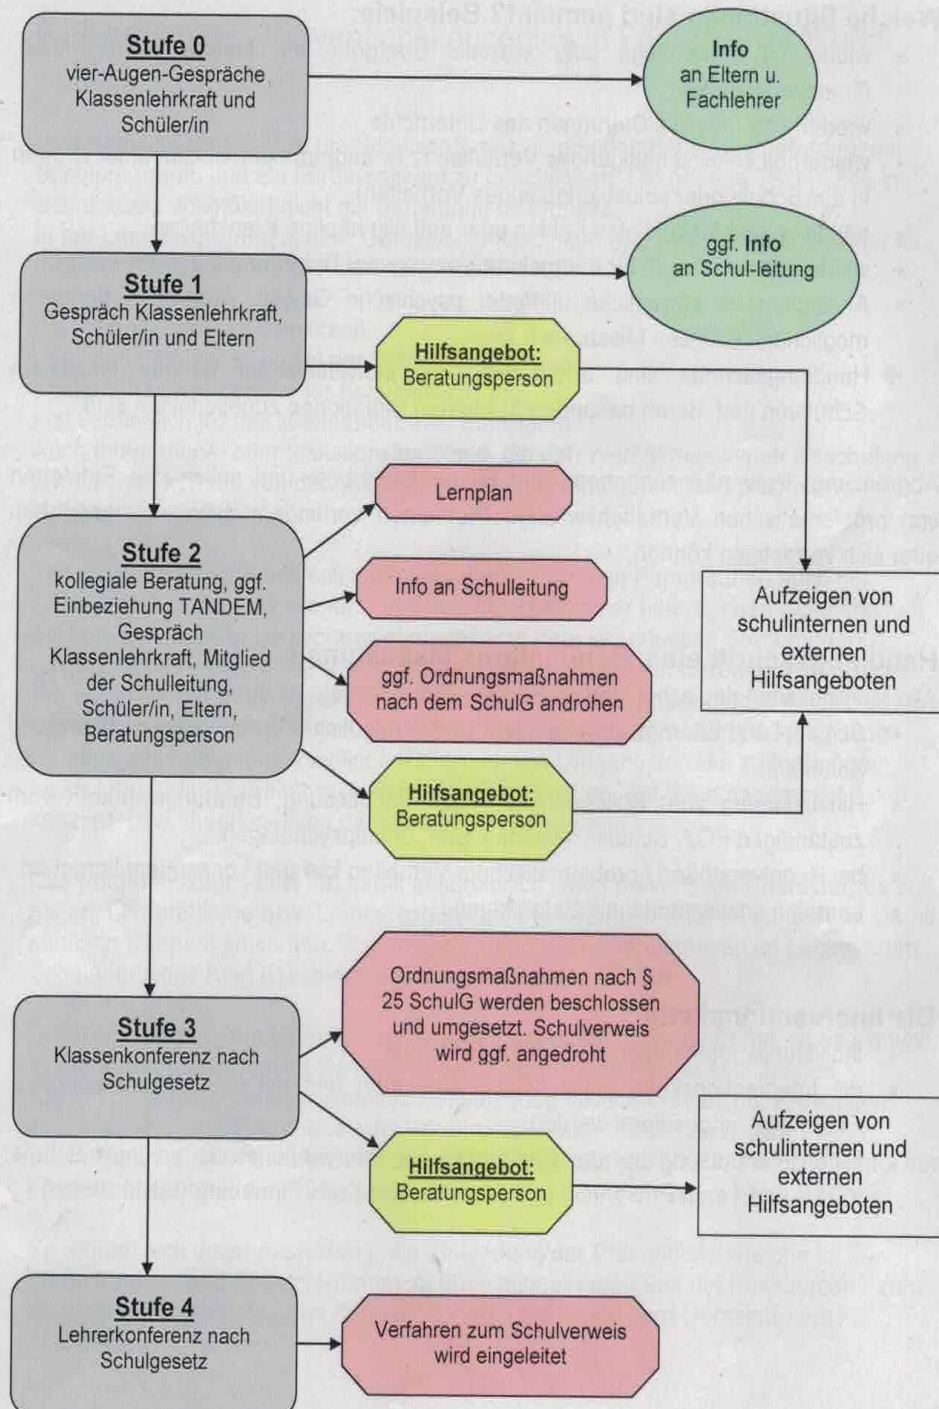 Stufe 0
vier-Augen-Gespräche
Klassenlehrkraft und
Schüler/in
Info
an Eltern u.
Fachlehrer
Stufe 1
Gespräch Klassenlehrkraft,
Schüler/in und Eltern
ggf. Info
an Schul-leitung
Hilfsangebot:
Beratungsperson
Lernplan
Stufe 2
kollegiale Beratung, ggf.
Einbeziehung TANDEM,
Gespräch
Klassenlehrkraft, Mitglied
der Schulleitung,
Schüler/in, Eltern,
Beratungsperson
Info an Schulleitung
ggf. Ordnungsmaßnahmen
nach dem SchulG androhen
Hilfsangebot:
Beratungsperson
Aufzeigen von
schulinternen und
externen
Hilfsangeboten
Stufe 3
Klassenkonferenz nach
Schulgesetz
Ordnungsmaßnahmen nach §
25 SchulG werden beschlossen
und umgesetzt. Schulverweis
wird ggf. angedroht
Hilfsangebot:
Beratungsperson
Aufzeigen von
schulinternen und
externen
Hilfsangeboten
Stufe 4
Lehrerkonferenz nach
Schulgesetz
Verfahren zum Schulverweis
wird eingeleitet